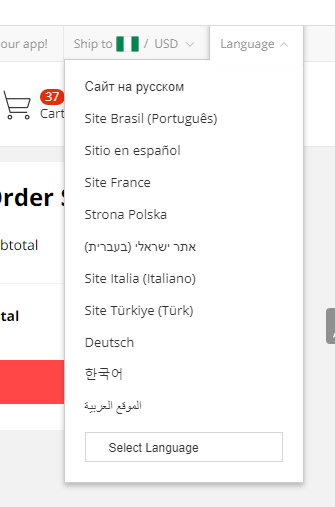 our app!
Ship to / USD
Language
37
Cart
Сайт на русском
Site Brasil (Português)
Sitio en español
Site France
Strona Polska
אתר ישראלי (בעברית)
Site Italia (Italiano)
Site Türkiye (Türk)
Deutsch
한국어
الموقع العربية
Select Language
Order S
btotal
tal